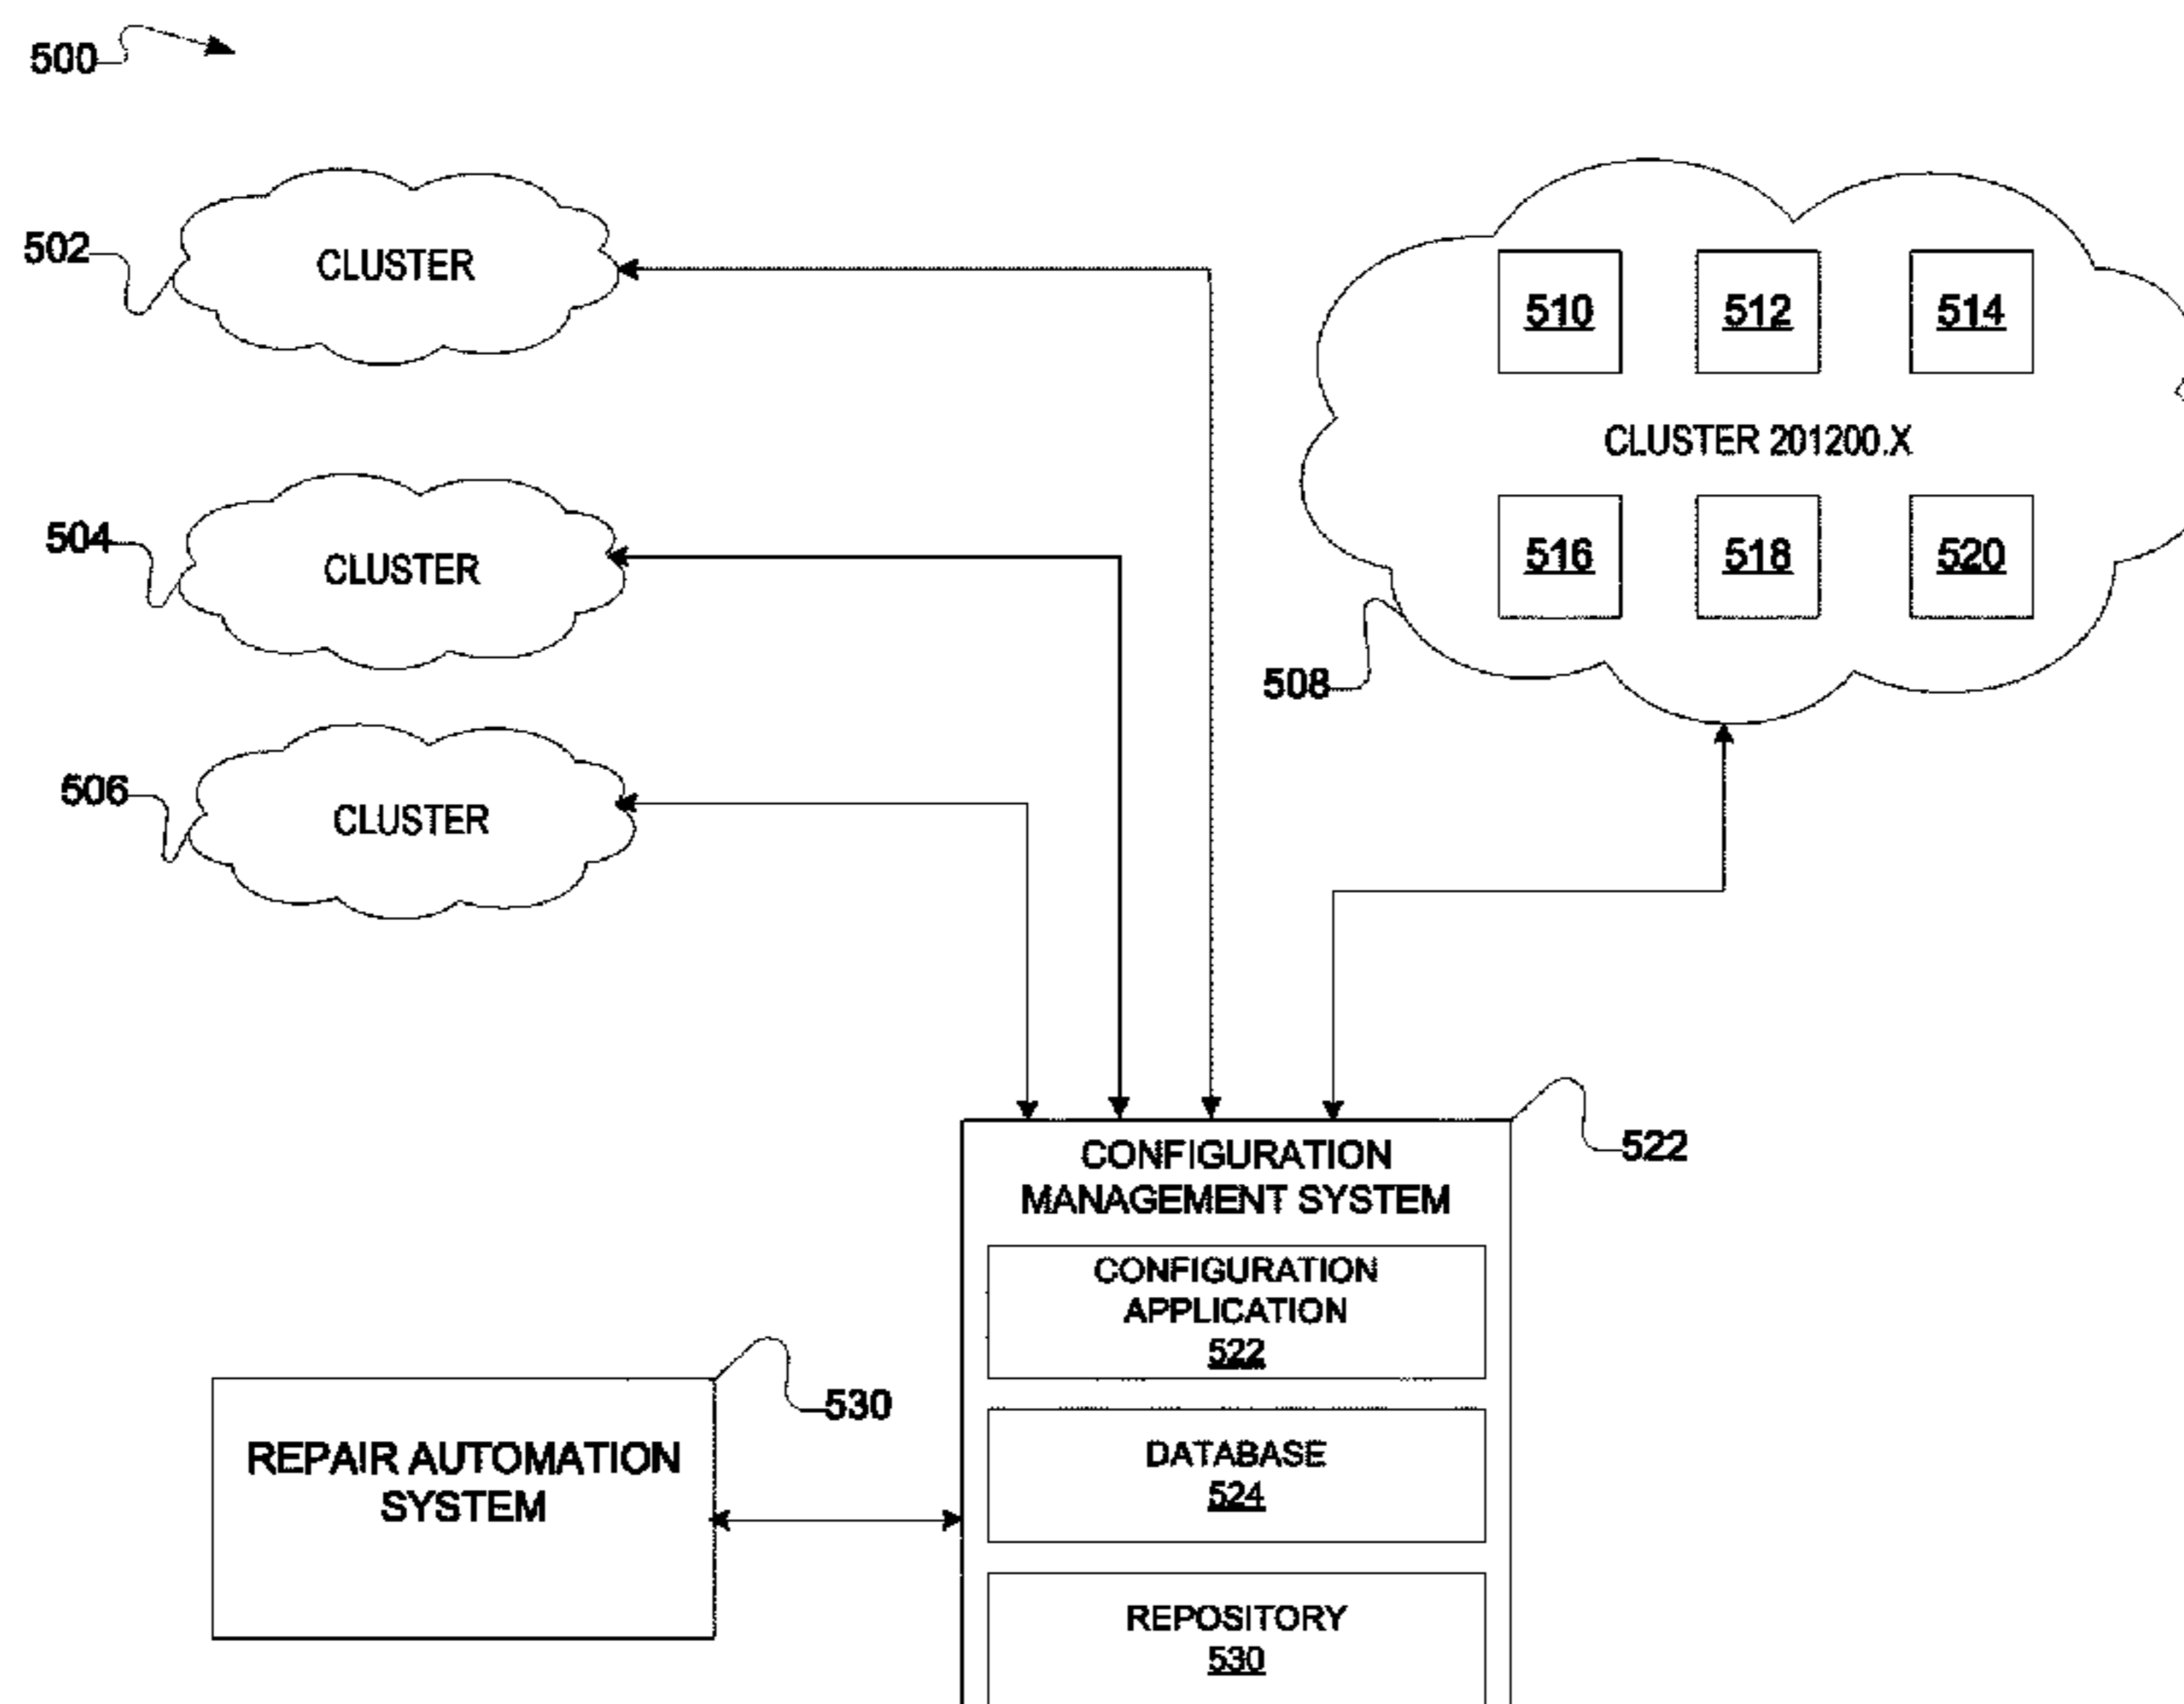 500
502
CLUSTER
510
512
514
CLUSTER 201200.X
504
CLUSTER
516
518
520
508
506
CLUSTER
522
CONFIGURATION
MANAGEMENT SYSTEM
CONFIGURATION
APPLICATION
522
530
REPAIR AUTOMATION
SYSTEM
DATABASE
524
REPOSITORY
530